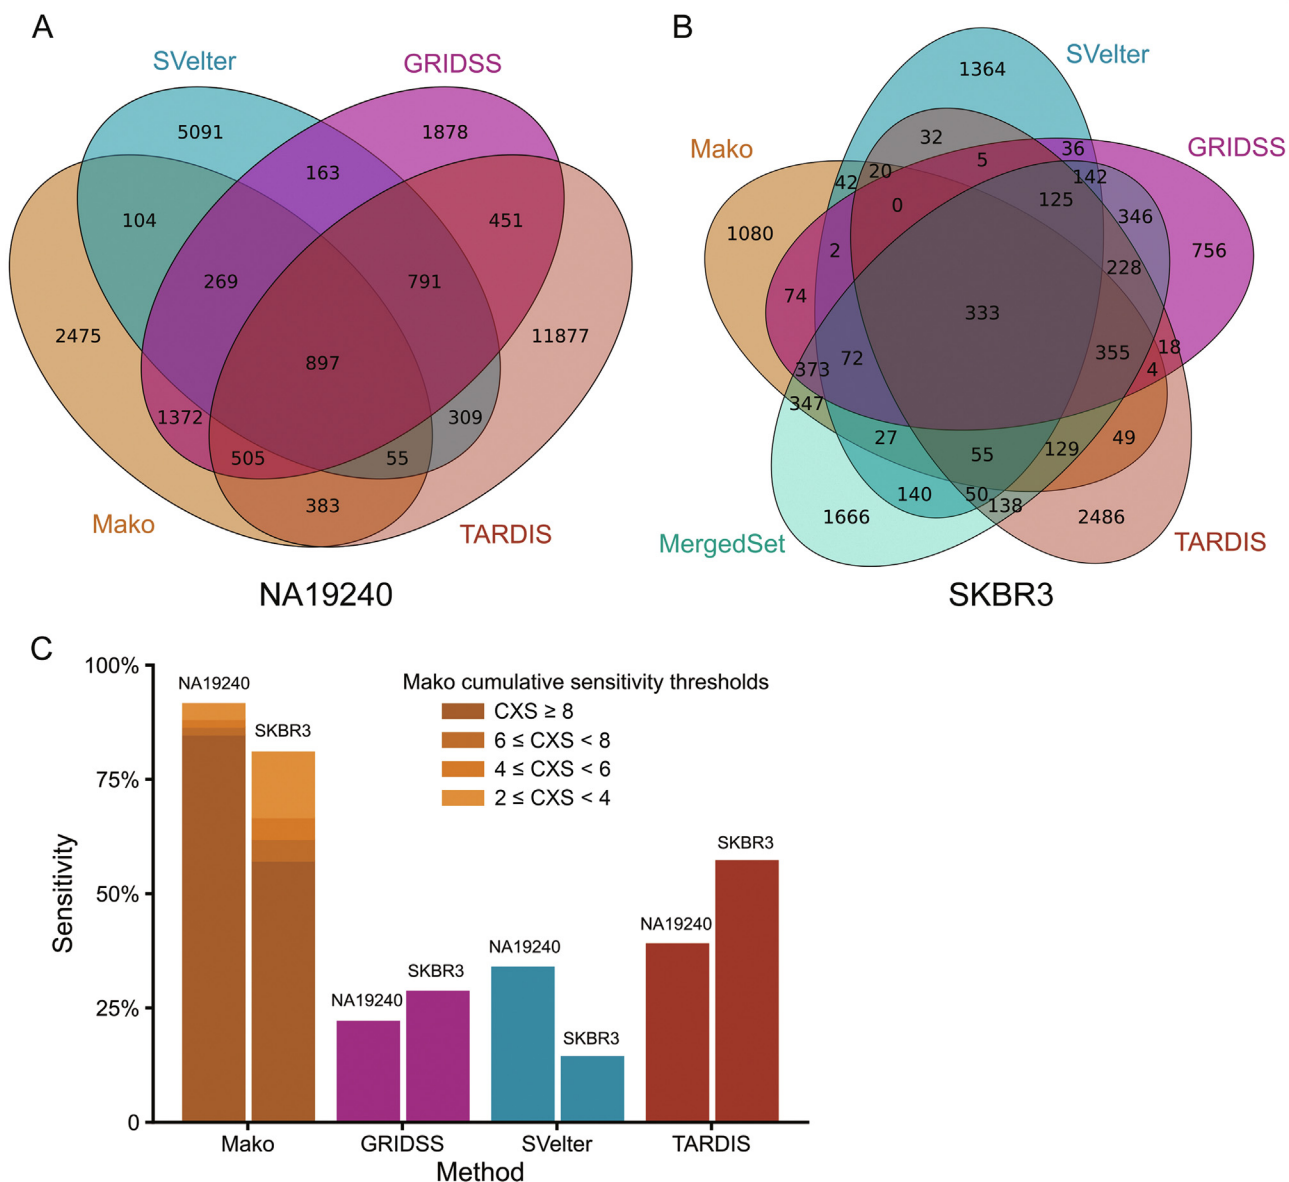 A
SVelter
GRIDSS
5091
1878
163
104
451
269
791
2475
11877
897
1372
309
505
55
383
Mako
TARDIS
NA19240
B
SVelter
1364
Mako
GRIDSS
32
36
5
42
20
142
0
125
346
1080
2
228
756
74
333
373
72
355
18
4
347
27
55
129
49
140
50
138
1666
2486
MergedSet
TARDIS
SKBR3
C
100%
75%
50%
25%
0
Sensitivity
NA19240
SKBR3
Mako cumulative sensitivity thresholds
CXS ≥ 8
6 ≤ CXS < 8
4 ≤ CXS < 6
2 ≤ CXS < 4
NA19240
SKBR3
NA19240
SKBR3
NA19240
SKBR3
Mako
GRIDSS
SVelter
TARDIS
Method